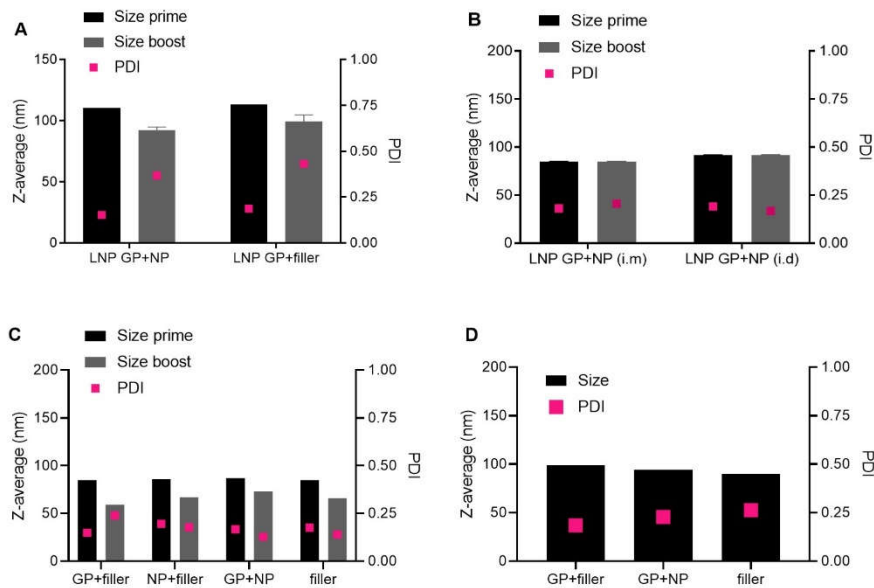 A
Size prime
Size boost
PDI
150
100
50
0
Z-average (nm)
1.00
0.75
0.50
0.25
0.00
PDI
LNP GP+NP
LNP GP+filler
B
Size prime
Size boost
PDI
200
150
100
50
0
Z-average (nm)
1.00
0.75
0.50
0.25
0.00
PDI
LNP GP+NP (i.m)
LNP GP+NP (i.d)
C
Size prime
Size boost
PDI
200
150
100
50
0
Z-average (nm)
1.00
0.75
0.50
0.25
0.00
PDI
GP+filler
NP+filler
GP+NP
filler
D
Size
PDI
200
150
100
50
0
Z-average (nm)
1.00
0.75
0.50
0.25
0.00
PDI
GP+filler
GP+NP
filler